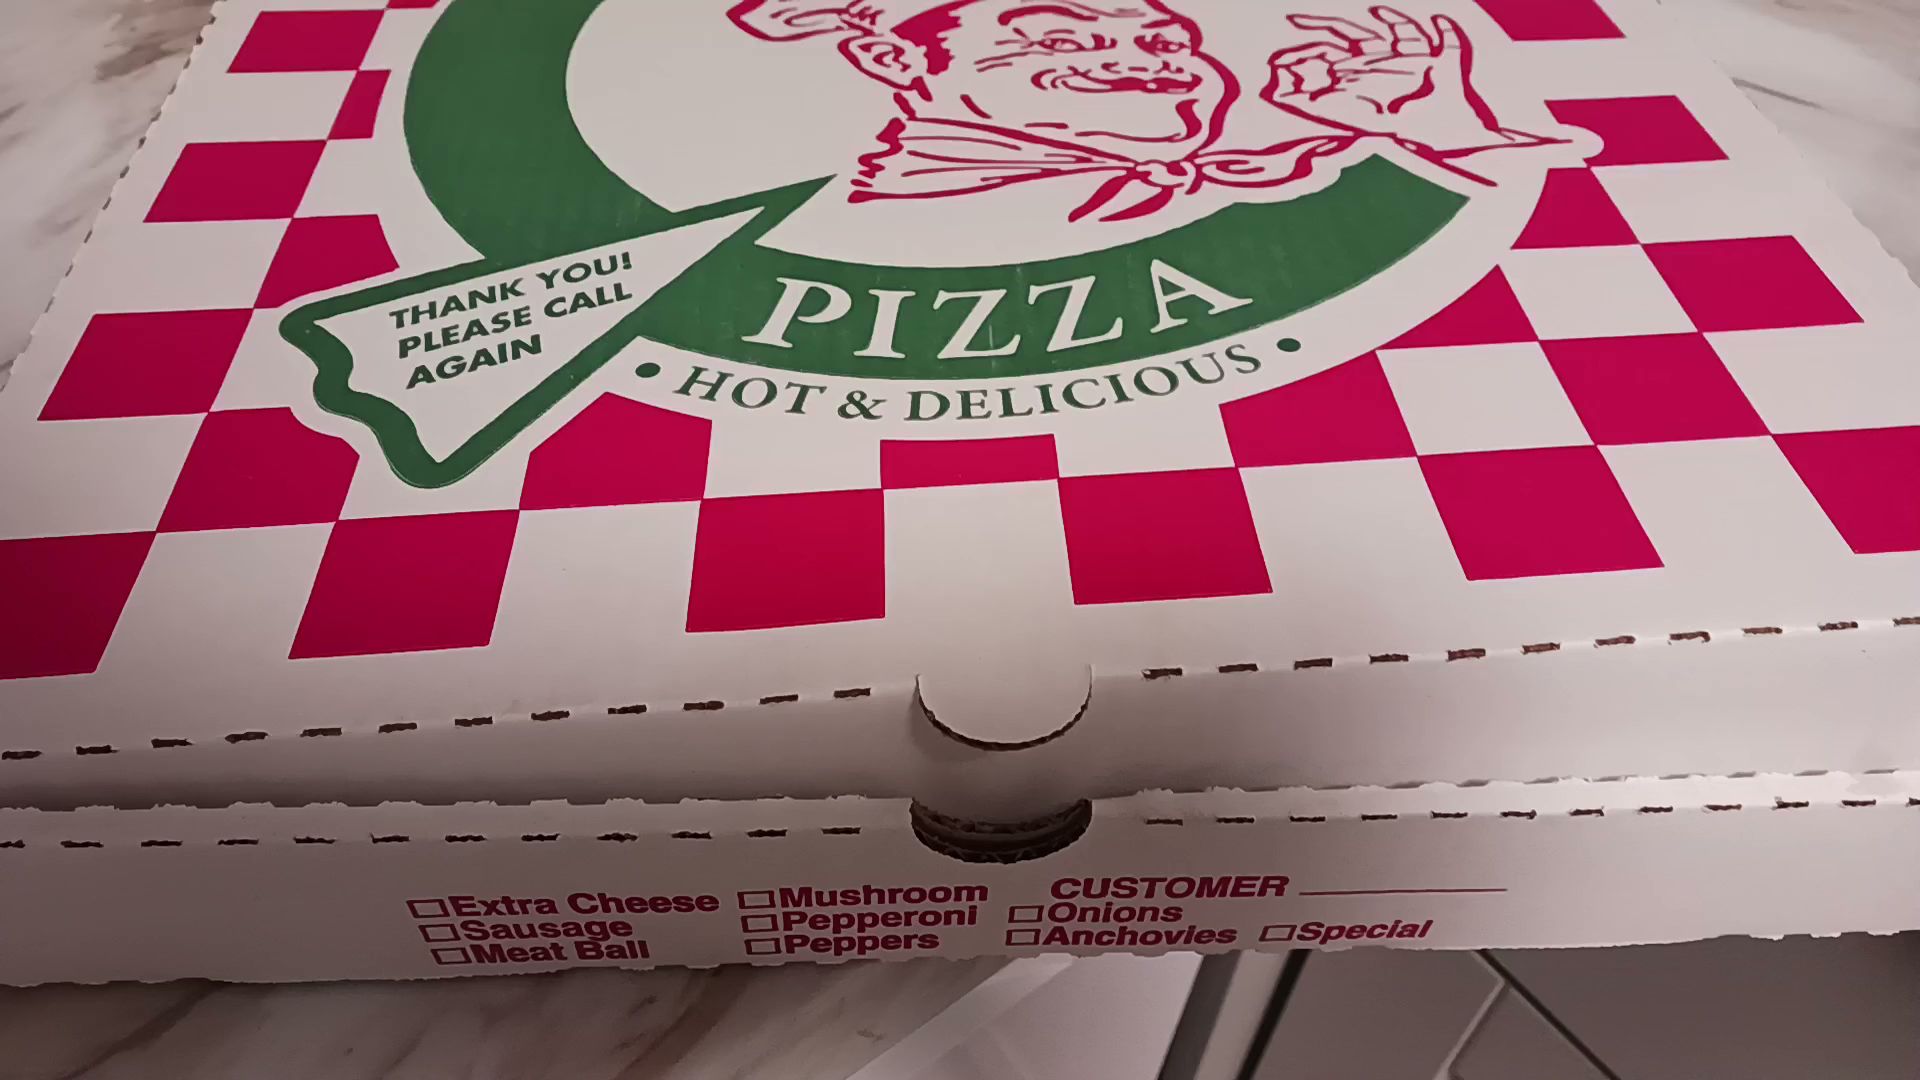 THANK YOU!
PLEASE CALL
AGAIN
PIZZA
• HOT & DELICIOUS •
Extra Cheese
Sausage
Meat Ball
Mushroom
Pepperoni
Peppers
CUSTOMER
Onions
Anchovies
Special